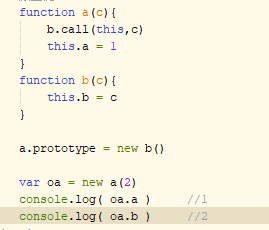 function a(c){
b.call(this,c)
this.a = 1
}
function b(c){
this.b = c
}
a.prototype = new b()
var oa = new a(2)
console.log( oa.a ) //1
console.log( oa.b ) //2